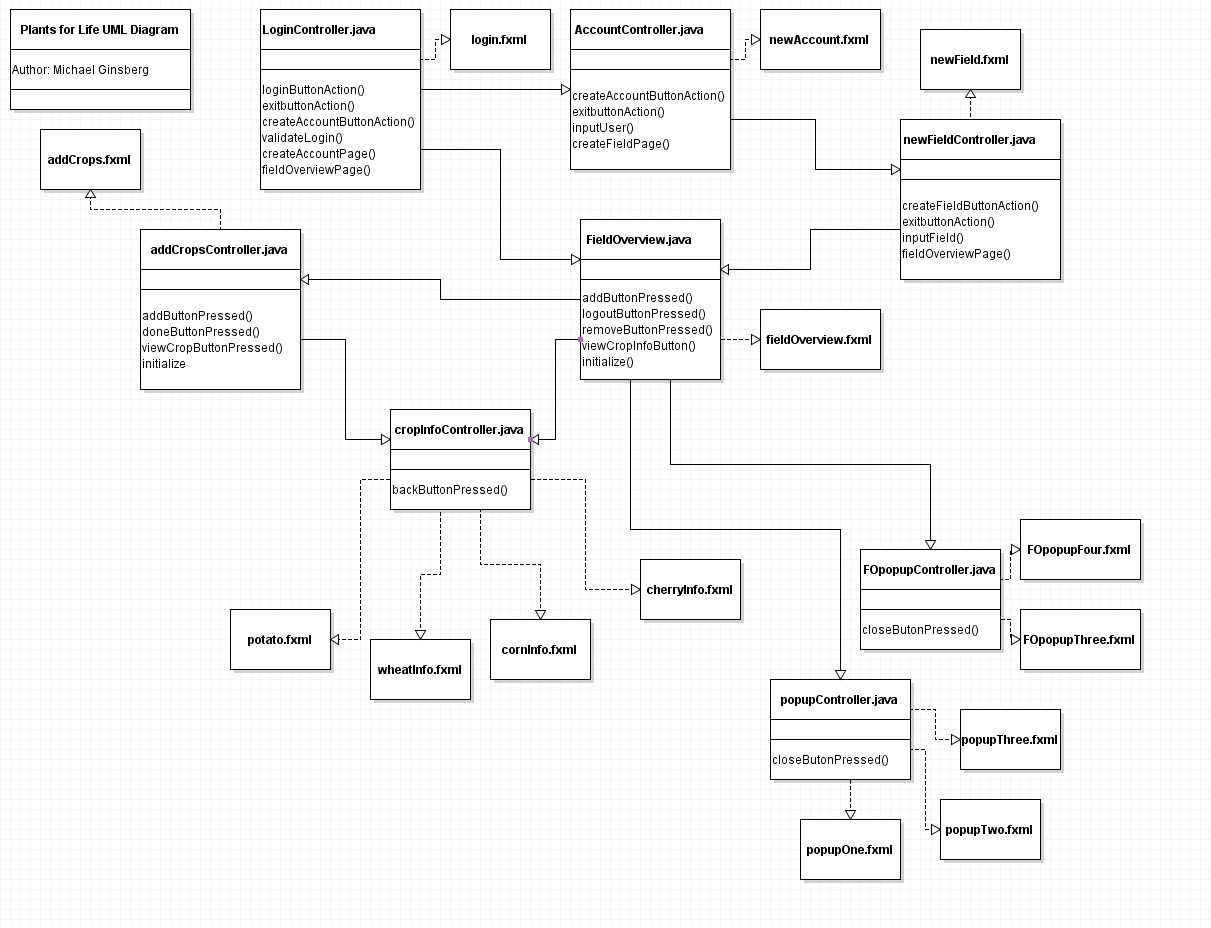 Plants for Life UML Diagram
Author: Michael Ginsberg
LoginController.java
loginButtonAction()
exitbuttonAction()
createAccountButtonAction()
validateLogin()
createAccountPage()
fieldOverviewPage()
login.fxml
AccountController.java
createAccountButtonAction()
exitbuttonAction()
inputUser()
createFieldPage()
newAccount.fxml
newField.fxml
newFieldController.java
createFieldButtonAction()
exitbuttonAction()
inputField()
fieldOverviewPage()
addCrops.fxml
addCropsController.java
addButtonPressed()
doneButtonPressed()
viewCropButtonPressed()
initialize
FieldOverview.java
addButtonPressed()
logoutButtonPressed()
removeButtonPressed()
viewCropInfoButton()
initialize()
fieldOverview.fxml
cropInfoController.java
backButtonPressed()
potato.fxml
wheatInfo.fxml
cornInfo.fxml
cherryInfo.fxml
FOpopupController.java
closeButonPressed()
FOpopupFour.fxml
FOpopupThree.fxml
popupController.java
closeButonPressed()
popupThree.fxml
popupTwo.fxml
popupOne.fxml